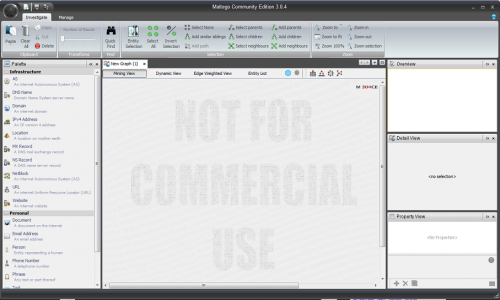 Maltego Community Edition 3.0.4
Investigate Manage
Paste
Clear All
Copy
Cut
Delete
Clipboard
Number of Results
Transforms
Quick Find
Find
Entity Selection
Select All
Invert Selection
Select None
Add similar siblings
Add path
Select parents
Select children
Select neighbours
Add parents
Add children
Add neighbours
Selection
Zoom to
Zoom to fit
Zoom 100%
Zoom in
Zoom out
Zoom selection
Zoom
Palette
Infrastructure
AS
An internet Autonomous System (AS)
DNS Name
Domain Name System server name
Domain
An internet domain
IPv4 Address
An IP version 4 address
Location
A location on mother earth
MX Record
A DNS mail exchanger record
NS Record
A DNS name server record
Netblock
An internet Autonomous System (AS)
URL
An internet Uniform Resource Locator (URL)
Website
An internet website
Personal
Document
A document on the internet
Email Address
An email address
Person
Entity representing a human
Phone Number
A telephone number
Phrase
Any text or part thereof
New Graph (1)
Mining View Dynamic View Edge Weighted View Entity List
NOT FOR
COMMERCIAL
USE
Overview
Detail View
<no selection>
Property View
<No Properties>